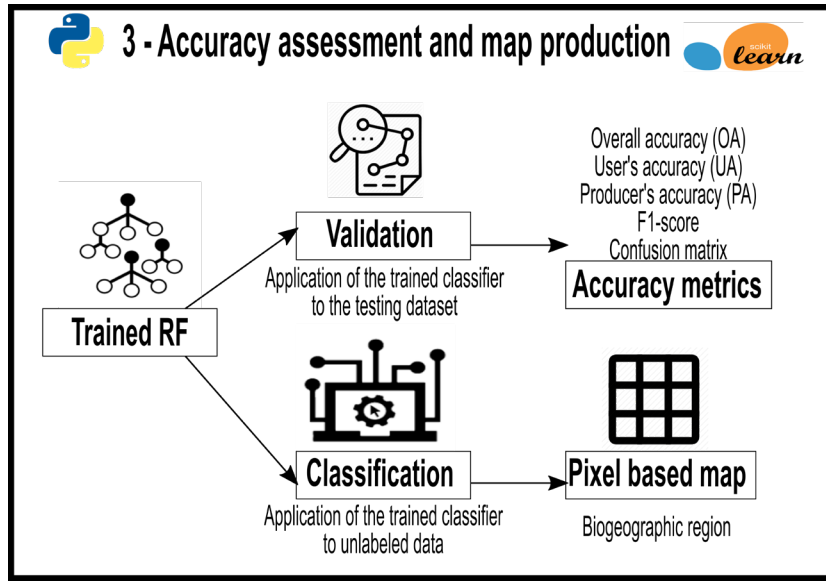 3 - Accuracy assessment and map production
scikit
learn
Overall accuracy (OA)
User's accuracy (UA)
Producer's accuracy (PA)
F1-score
Confusion matrix
Accuracy metrics
Validation
Application of the trained classifier
to the testing dataset
Trained RF
Classification
Application of the trained classifier
to unlabeled data
Pixel based map
Biogeographic region